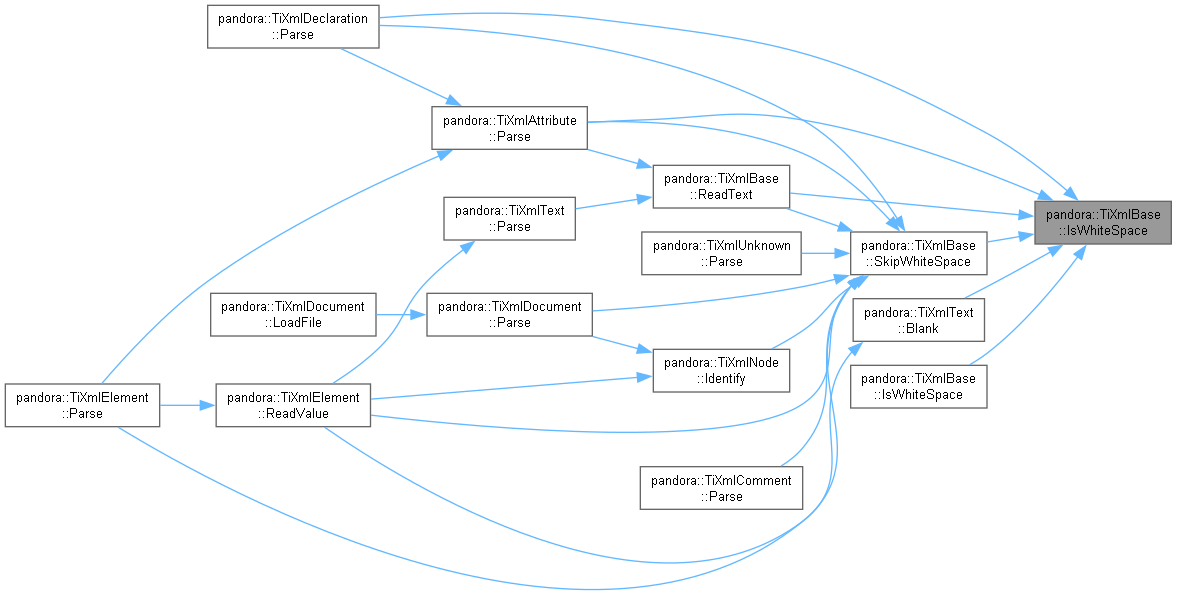 pandora::TiXmlDeclaration
::Parse
pandora::TiXmlAttribute
::Parse
pandora::TiXmlBase
::ReadText
pandora::TiXmlText
::Parse
pandora::TiXmlBase
::IsWhiteSpace
pandora::TiXmlUnknown
::Parse
pandora::TiXmlBase
::SkipWhiteSpace
pandora::TiXmlDocument
::LoadFile
pandora::TiXmlDocument
::Parse
pandora::TiXmlText
::Blank
pandora::TiXmlNode
::Identify
pandora::TiXmlBase
::IsWhiteSpace
pandora::TiXmlElement
::Parse
pandora::TiXmlElement
::ReadValue
pandora::TiXmlComment
::Parse